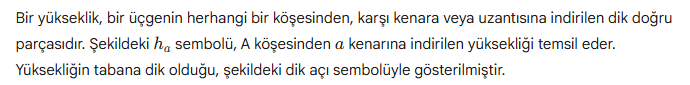 Bir yükseklik, bir üçgenin herhangi bir köşesinden, karşı kenara veya uzantısına indirilen dik doğru
parçasıdır. Şekildeki hₐ sembolü, A köşesinden a kenarına indirilen yüksekliği temsil eder.
Yüksekliğin tabana dik olduğu, şekildeki dik açı sembolüyle gösterilmiştir.